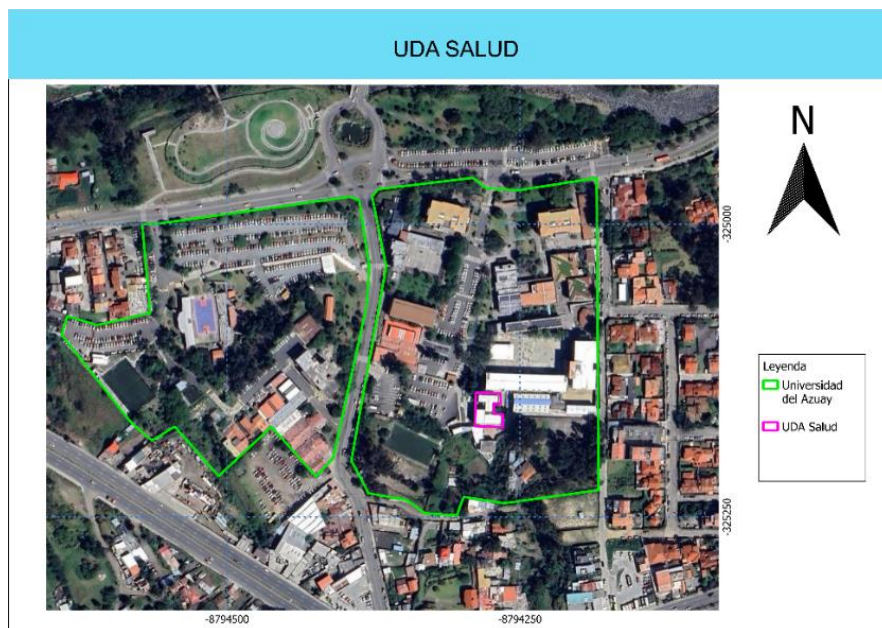 UDA SALUD
N
-325000
Leyenda
Universidad
del Azuay
UDA Salud
-325250
-8794500
-8794250